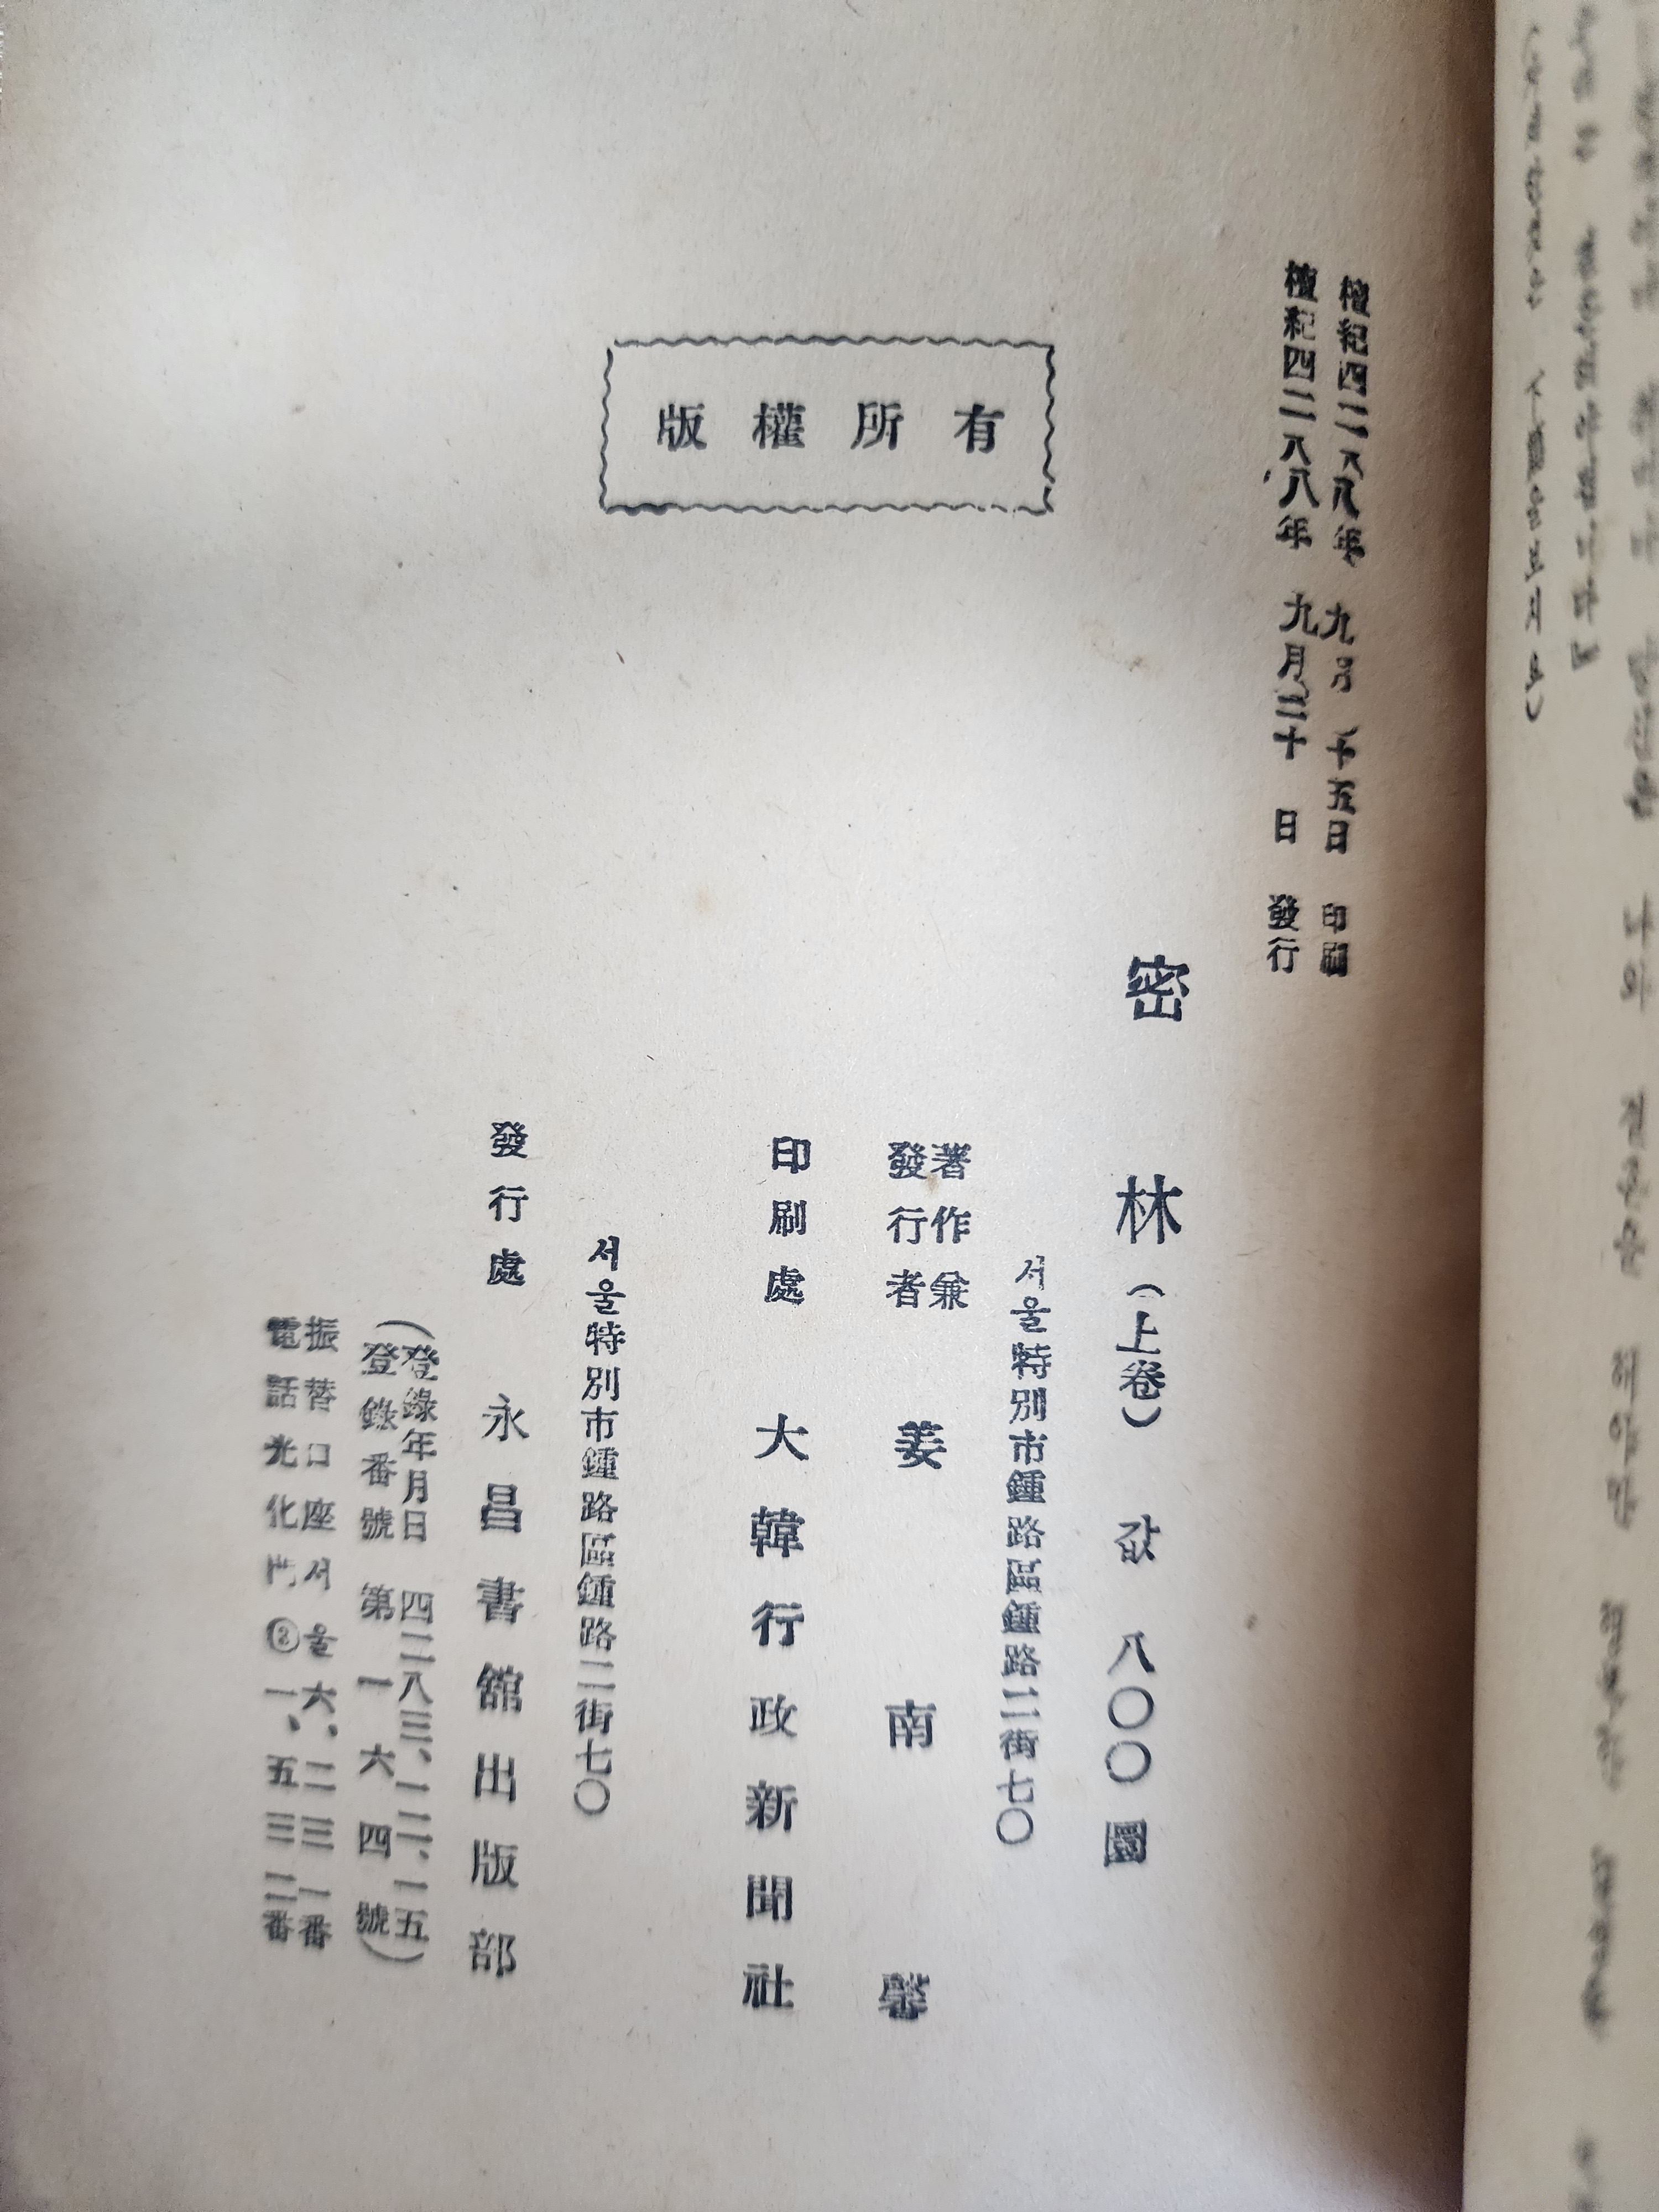 檀紀四二八八年 九月 十五日 印刷
檀紀四二八八年 九月二十 日 發行
版權所有
密林(上卷) 값 八〇〇圜
서울特別市鍾路區鍾路二街七〇
著作兼
發行者 姜南馨
印刷處 大韓行政新聞社
서울特別市鍾路區鍾路二街七〇
發行處 永昌書館出版部
(登錄年月日 四二八三、一二、一五
登錄番號 第一六四號)
振替口座서울六、二三一番
電話光化門②一、五三二番